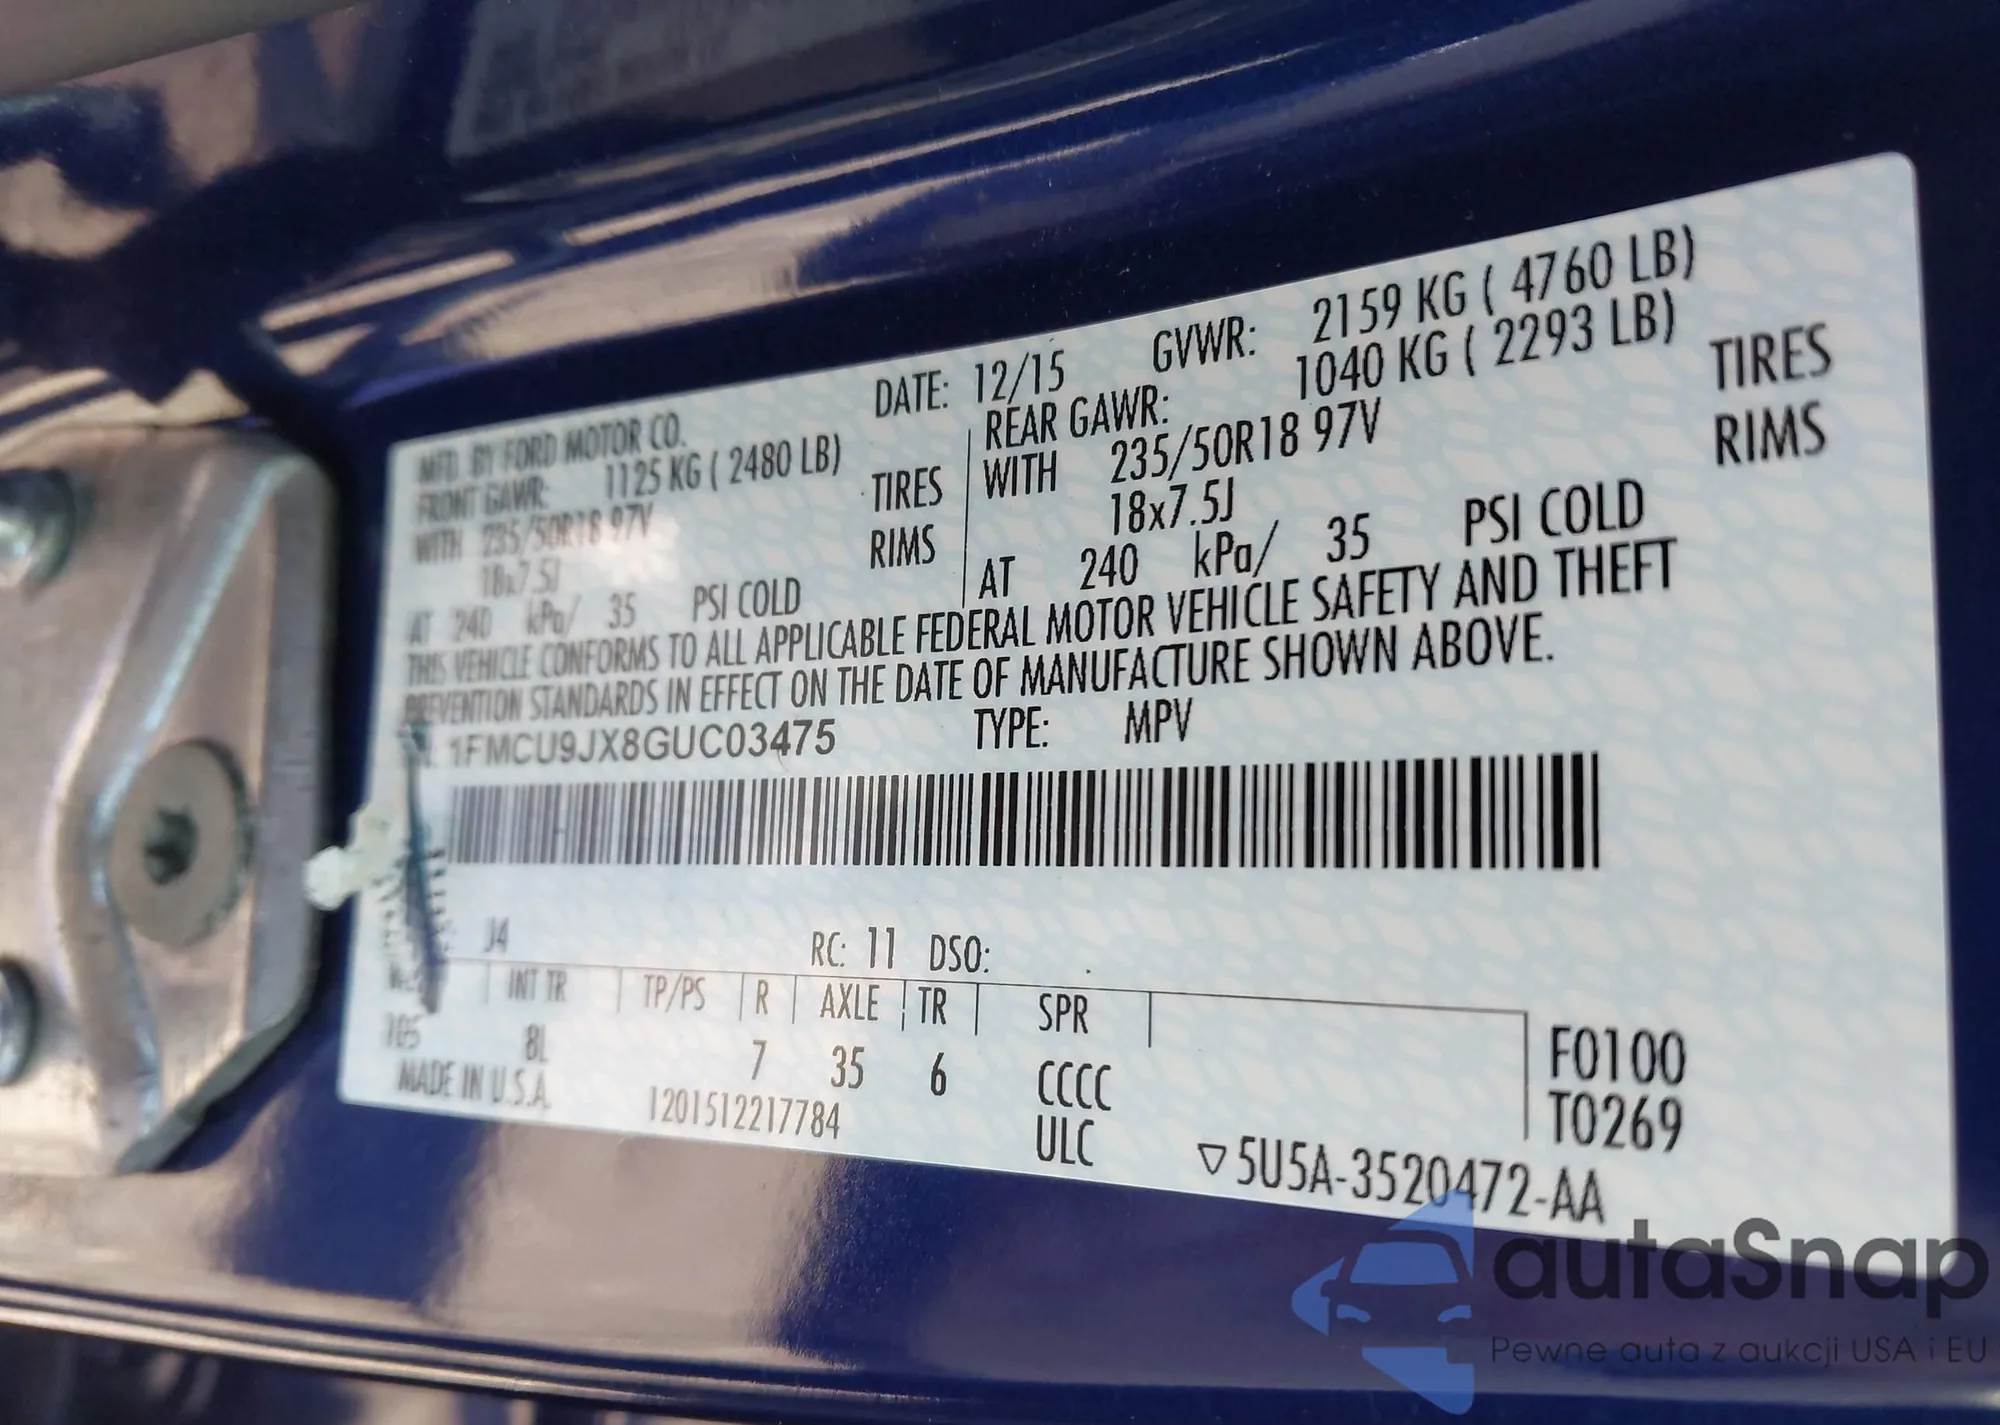 MFD. BY FORD MOTOR CO. DATE: 12/15 GVWR: 2159 KG ( 4760 LB)
FRONT GAWR: 1125 KG ( 2480 LB) REAR GAWR: 1040 KG ( 2293 LB)
WITH 235/50R18 97V TIRES WITH 235/50R18 97V TIRES
18x7.5J RIMS 18x7.5J RIMS
AT 240 kPa/ 35 PSI COLD AT 240 kPa/ 35 PSI COLD
THIS VEHICLE CONFORMS TO ALL APPLICABLE FEDERAL MOTOR VEHICLE SAFETY AND THEFT
PREVENTION STANDARDS IN EFFECT ON THE DATE OF MANUFACTURE SHOWN ABOVE.
1FMCU9JX8GUC03475 TYPE: MPV
J4 RC: 11 DSO:
INT TR TP/PS R AXLE TR SPR
105 8L 7 35 6 CCCC F0100
MADE IN U.S.A. 1201512217784 ULC T0269
▽5U5A-3520472-AA
autaSnap
Pewne auta z aukcji USA i EU